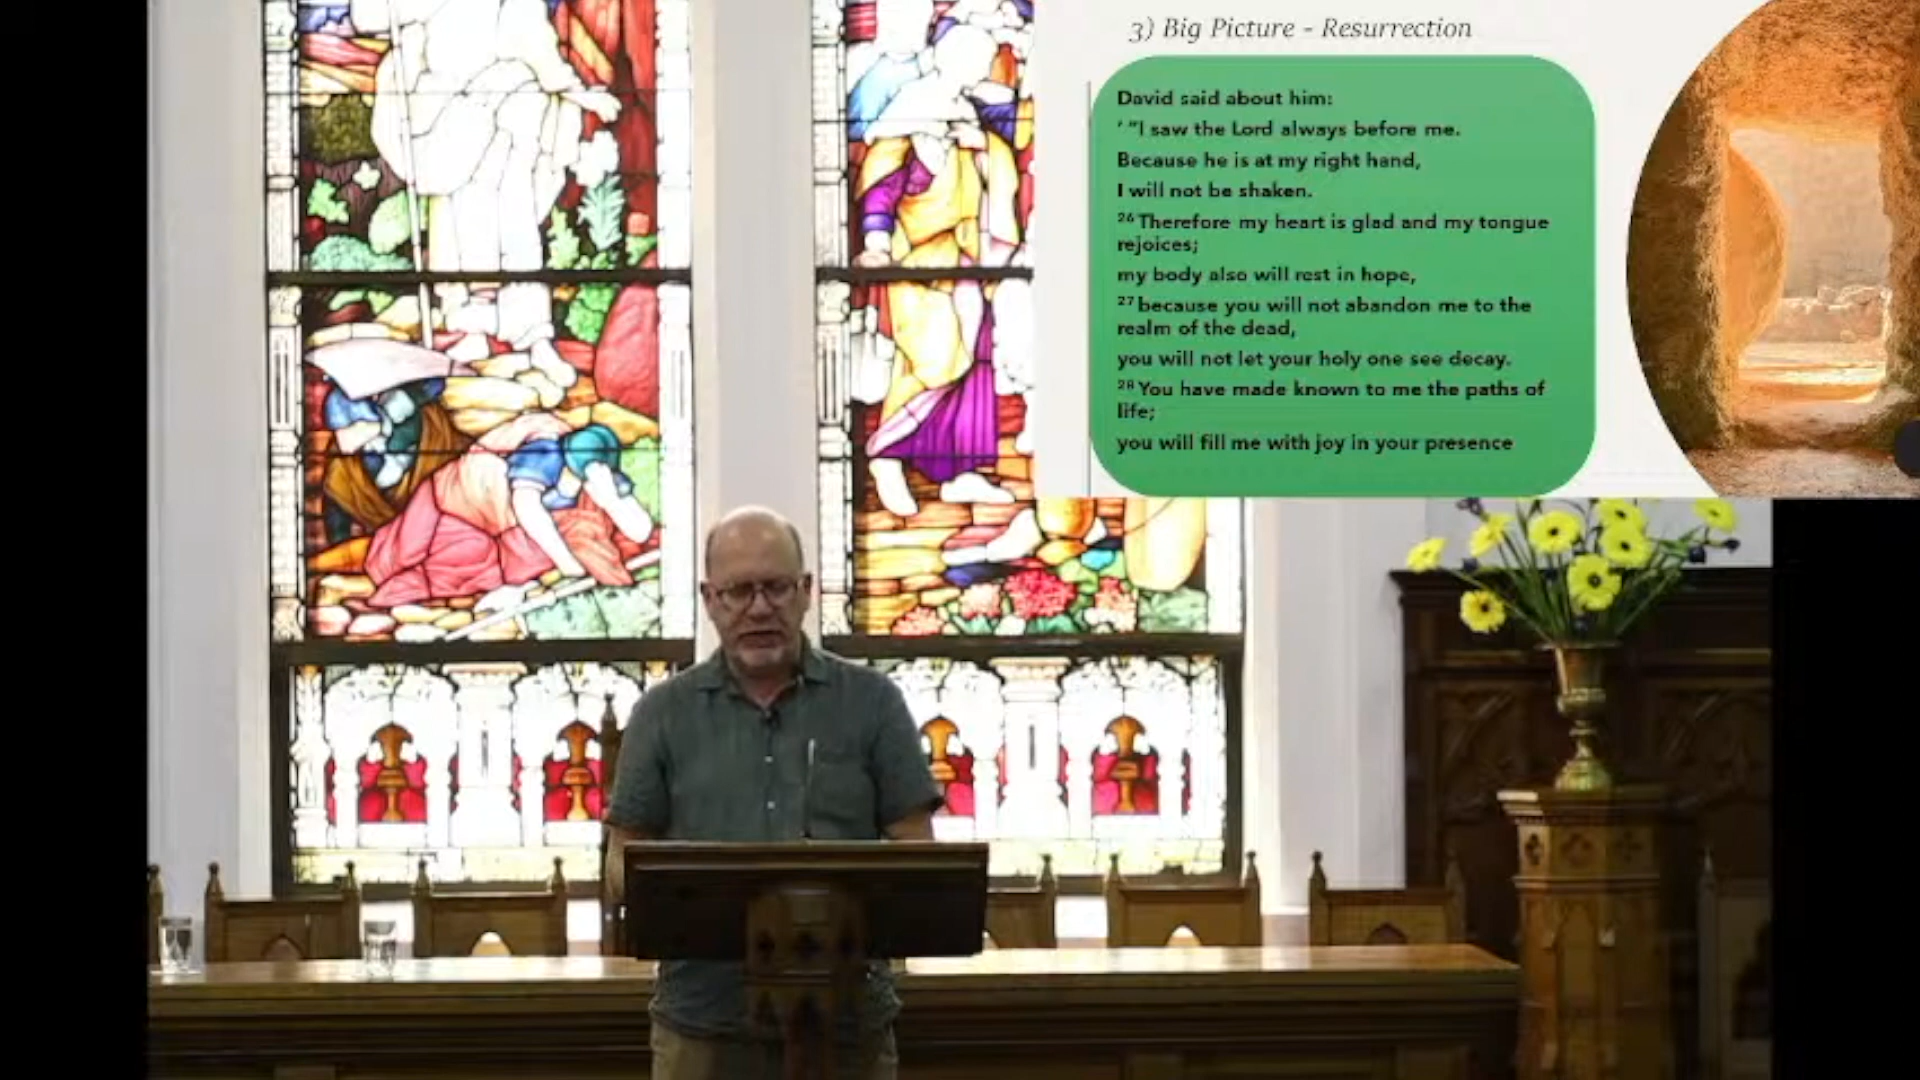 3) Big Picture - Resurrection
David said about him:
‘ “I saw the Lord always before me.
Because he is at my right hand,
I will not be shaken.
26 Therefore my heart is glad and my tongue
rejoices;
my body also will rest in hope,
27 because you will not abandon me to the
realm of the dead,
you will not let your holy one see decay.
28 You have made known to me the paths of
life;
you will fill me with joy in your presence